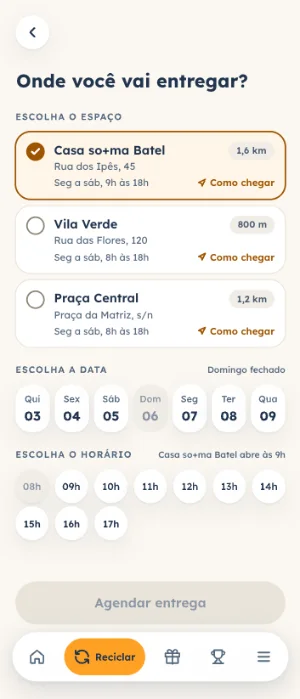 Onde você vai entregar?
ESCOLHA O ESPAÇO
Casa so+ma Batel
1,6 km
Rua dos Ipês, 45
Seg a sáb, 9h às 18h
Como chegar
Vila Verde
800 m
Rua das Flores, 120
Seg a sáb, 8h às 18h
Como chegar
Praça Central
1,2 km
Praça da Matriz, s/n
Seg a sáb, 8h às 18h
Como chegar
ESCOLHA A DATA
Domingo fechado
Qui Sex Sáb Dom Seg Ter Qua
03 04 05 06 07 08 09
ESCOLHA O HORÁRIO
Casa so+ma Batel abre às 9h
08h 09h 10h 11h 12h 13h 14h
15h 16h 17h
Agendar entrega
Reciclar